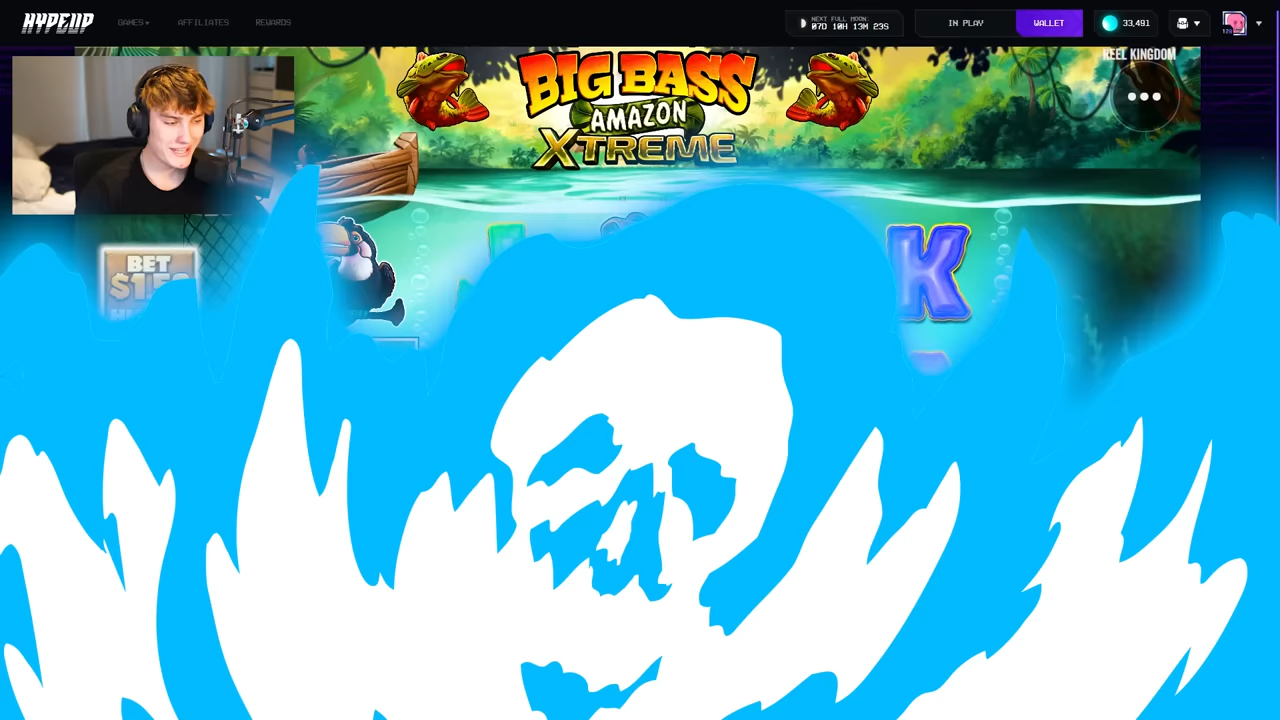 HYPEUP
GAMES
AFFILIATES
REWARDS
NEXT FULL MOON:
07D 10H 13M 23S
IN PLAY
WALLET
33,491
REEL KINGDOM
BIG BASS
AMAZON
XTREME
BET
K